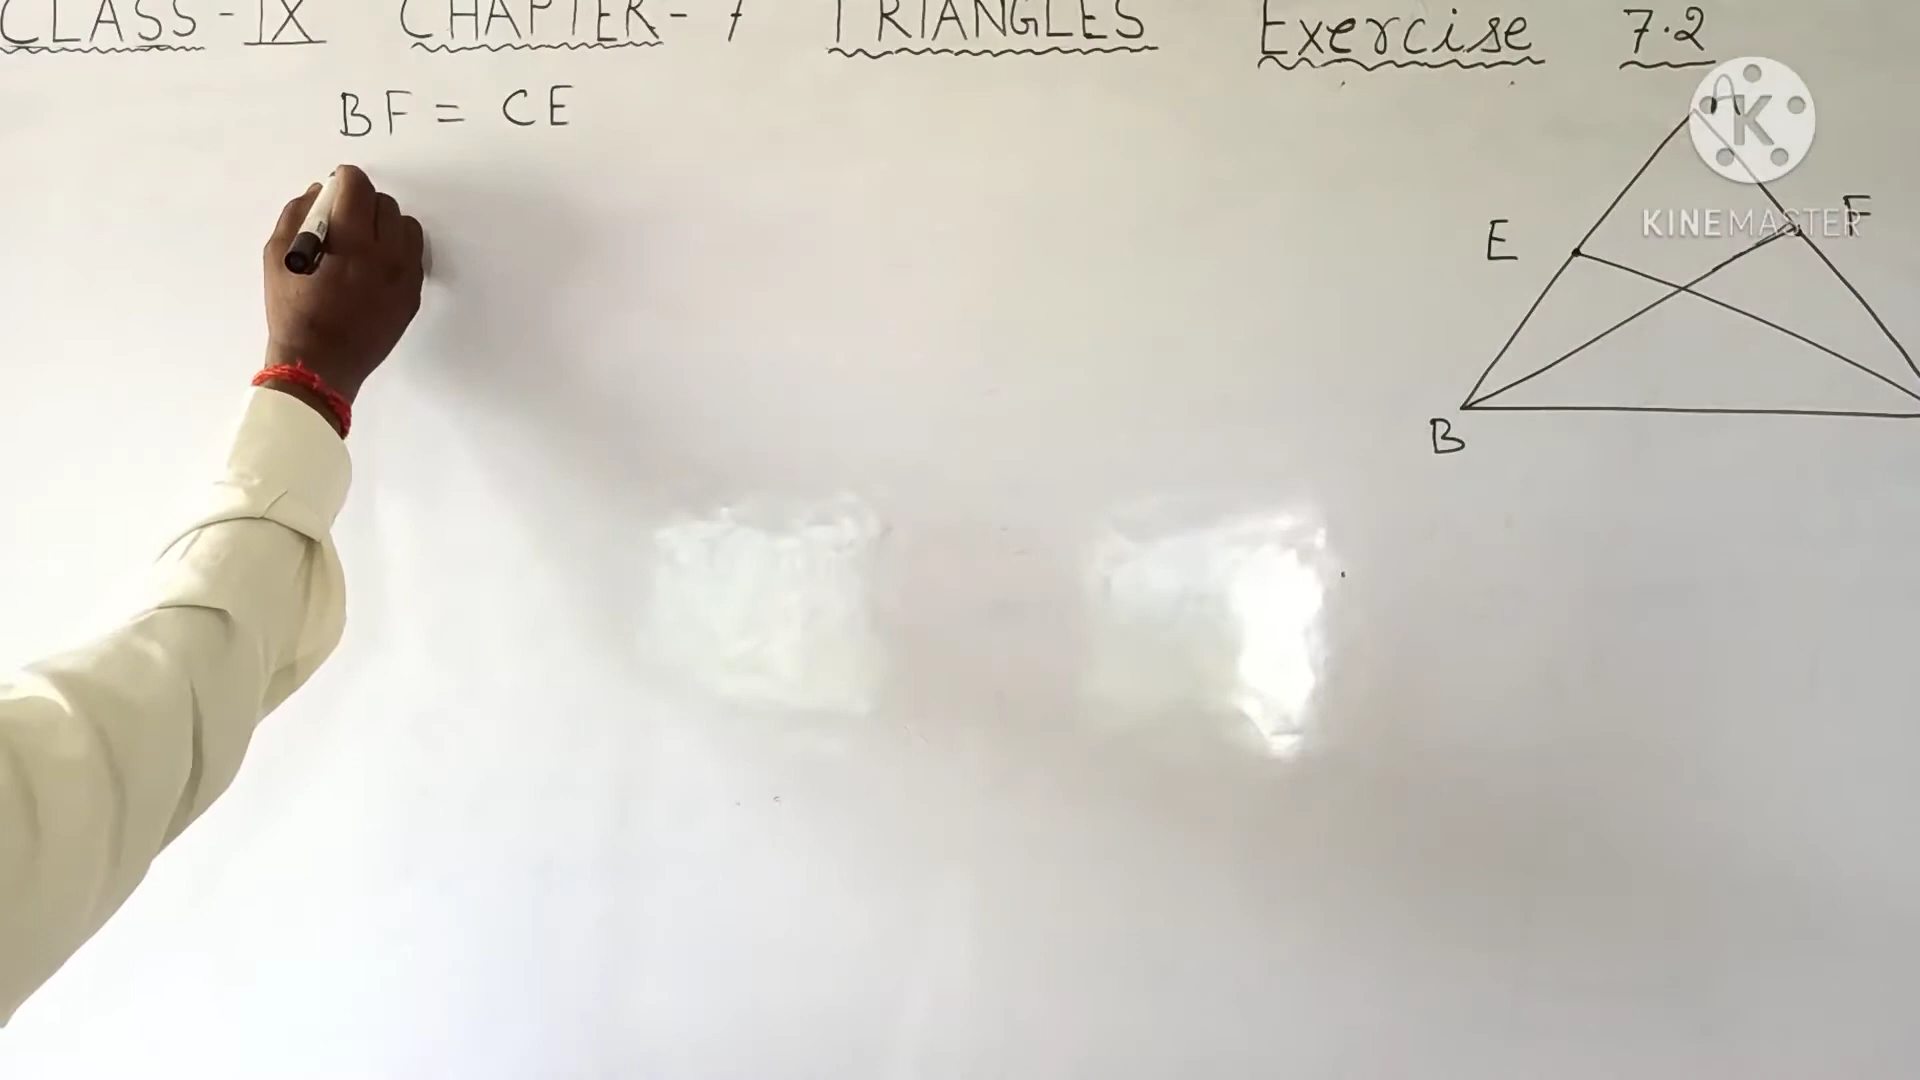 CLASS-IX CHAPTER-7 TRIANGLES Exercise 7.2
BF = CE
A
K
KINEMASTER
F
E
B